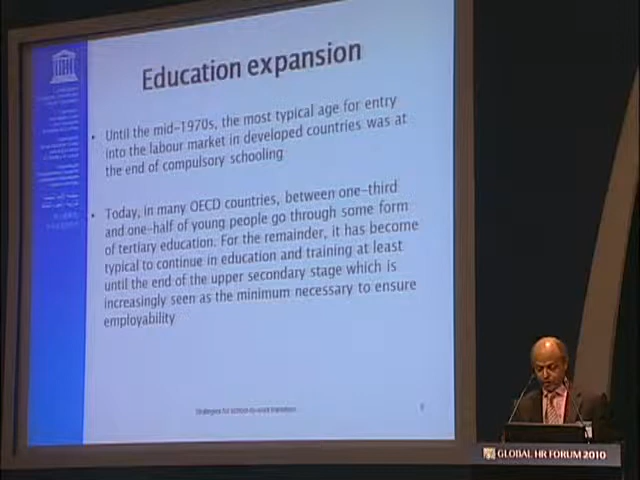 Education expansion
• Until the mid-1970s, the most typical age for entry
into the labour market in developed countries was at
the end of compulsory schooling
• Today, in many OECD countries, between one-third
and one-half of young people go through some form
of tertiary education. For the remainder, it has become
typical to continue in education and training at least
until the end of the upper secondary stage which is
increasingly seen as the minimum necessary to ensure
employability
Strategies for school-to-work transition
GLOBAL HR FORUM 2010